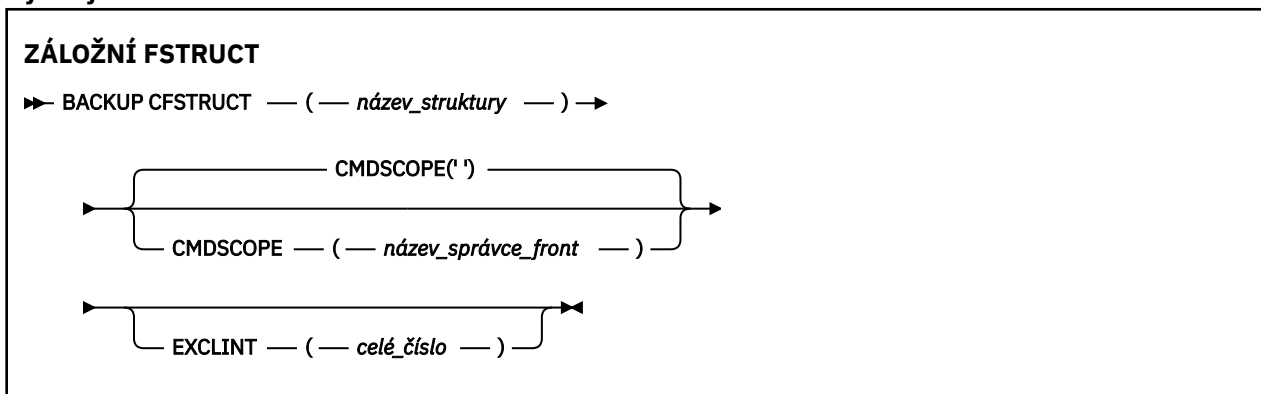 ZÁLOŽNÍ FSTRUCT
BACKUP CFSTRUCT ( název_struktury )
CMDSCOPE(' ')
CMDSCOPE ( název_správce_front )
EXCLINT ( celé_číslo )